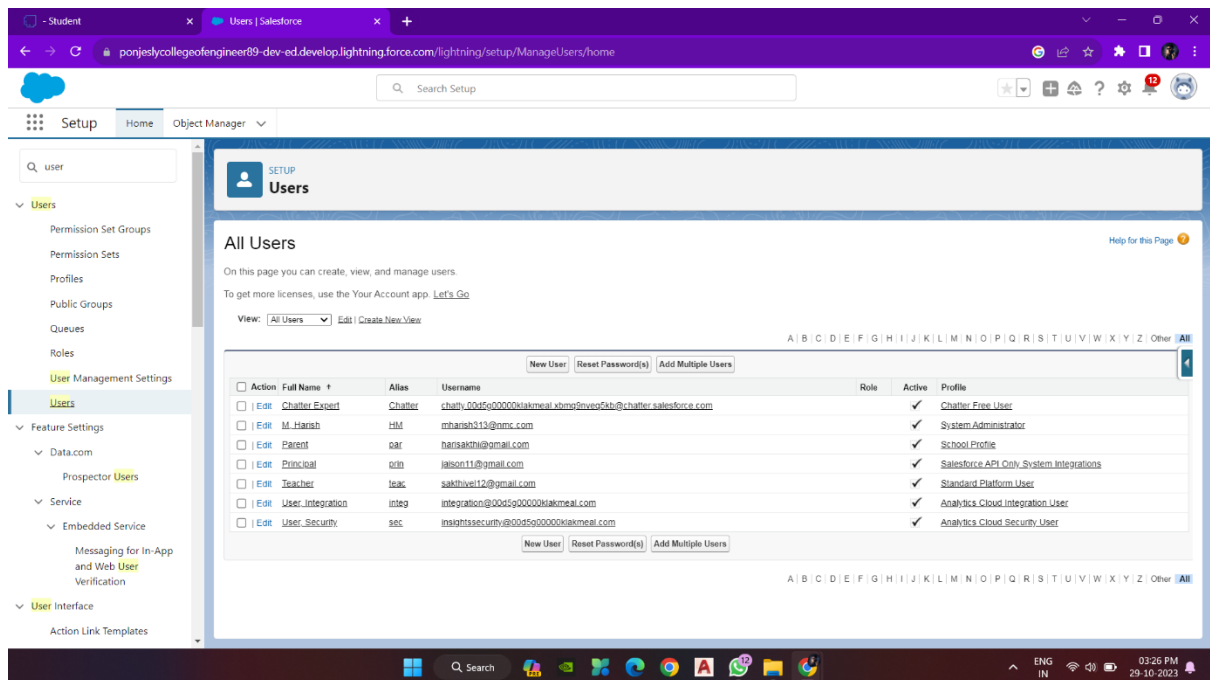 - Student
Users | Salesforce
ponjeslycollegeofengineer89-dev-ed.develop.lightning.force.com/lightning/setup/ManageUsers/home
Search Setup
12
Setup Home Object Manager
user
Users
Permission Set Groups
Permission Sets
Profiles
Public Groups
Queues
Roles
User Management Settings
Users
Feature Settings
Data.com
Prospector Users
Service
Embedded Service
Messaging for In-App
and Web User
Verification
User Interface
Action Link Templates
SETUP
Users
All Users
Help for this Page
On this page you can create, view, and manage users.
To get more licenses, use the Your Account app. Let's Go
View: All Users Edit | Create New View
A | B | C | D | E | F | G | H | I | J | K | L | M | N | O | P | Q | R | S | T | U | V | W | X | Y | Z | Other All
New User Reset Password(s) Add Multiple Users
Action Full Name ↑ Alias Username Role Active Profile
| Edit Chatter Expert Chatter chatty.00d5g00000klakmeal.xbmq9nveq5kb@chatter.salesforce.com ✓ Chatter Free User
| Edit M, Harish HM mharish313@nmc.com ✓ System Administrator
| Edit Parent par harisakthi@gmail.com ✓ School Profile
| Edit Principal prin jaison11@gmail.com ✓ Salesforce API Only System Integrations
| Edit Teacher teac sakthivel12@gmail.com ✓ Standard Platform User
| Edit User, Integration integ integration@00d5g00000klakmeal.com ✓ Analytics Cloud Integration User
| Edit User, Security sec insightssecurity@00d5g00000klakmeal.com ✓ Analytics Cloud Security User
New User Reset Password(s) Add Multiple Users
A | B | C | D | E | F | G | H | I | J | K | L | M | N | O | P | Q | R | S | T | U | V | W | X | Y | Z | Other All
Search
PRE
12
ENG
IN
03:26 PM
29-10-2023